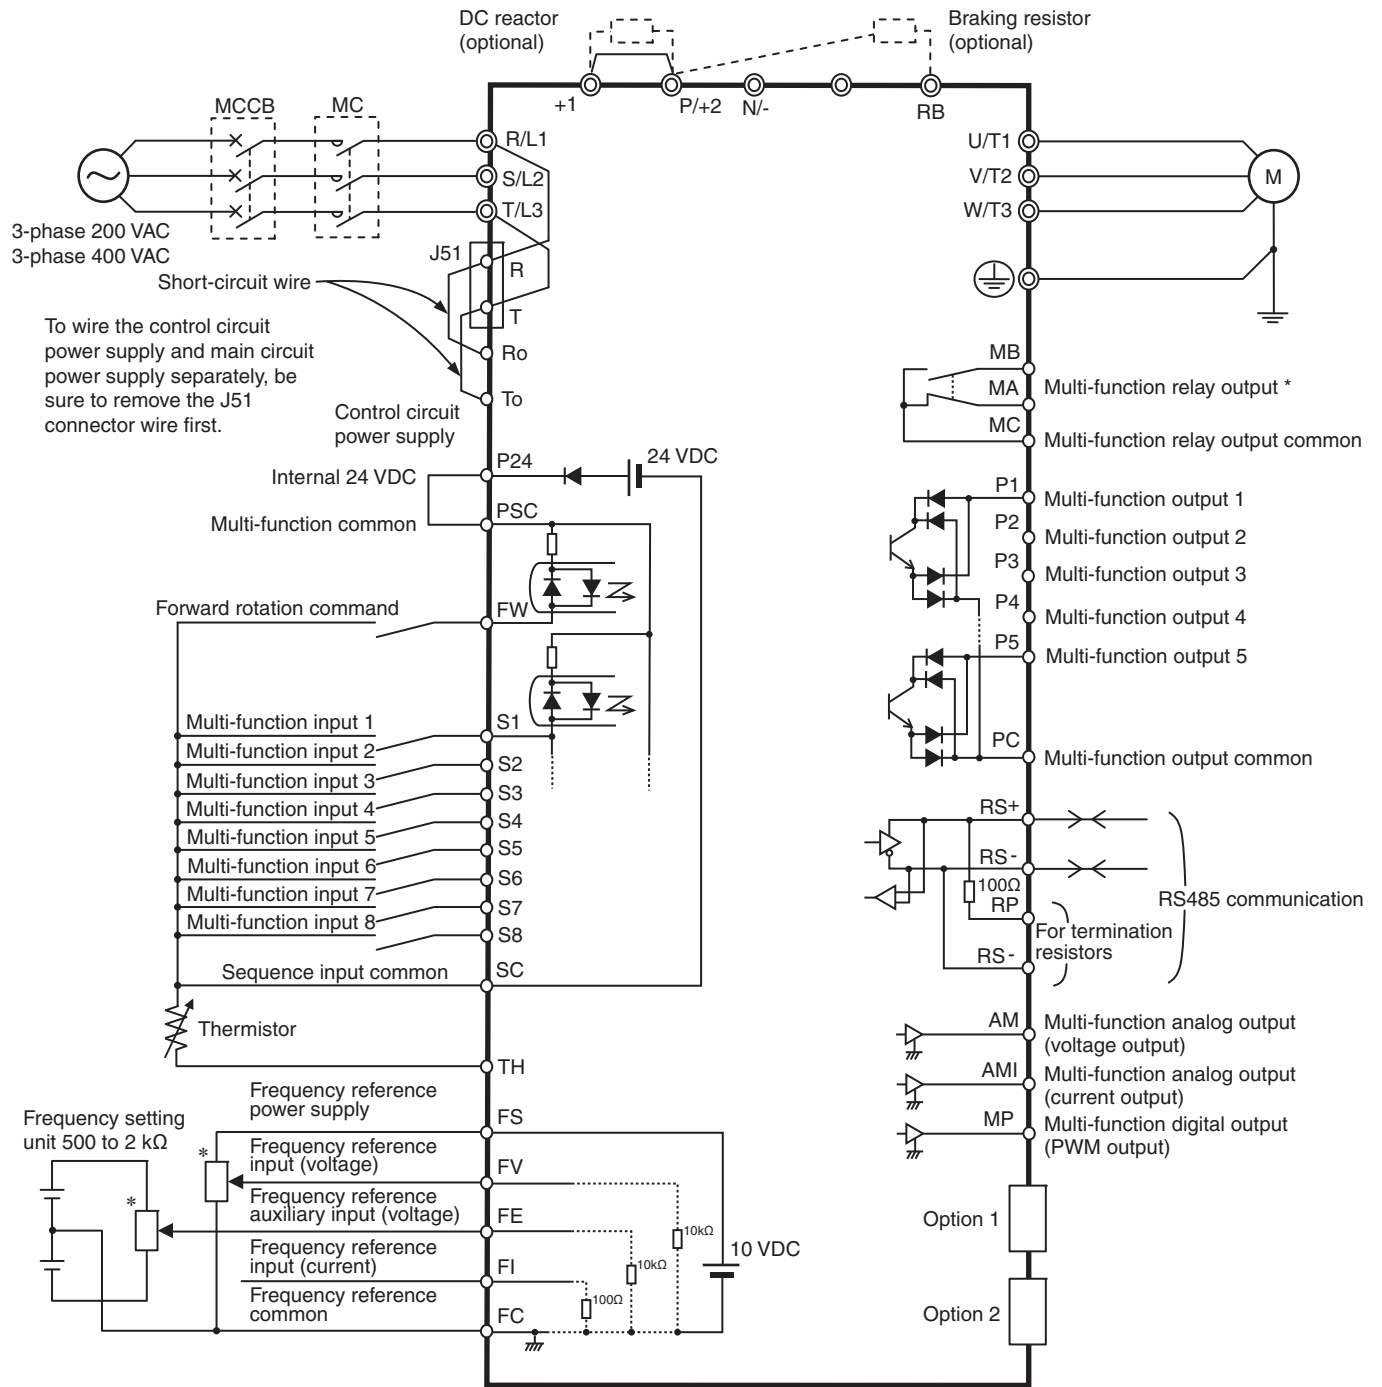 DC reactor
(optional)
Braking resistor
(optional)
+1
P/+2
N/-
RB
MCCB
MC
R/L1
S/L2
T/L3
U/T1
V/T2
W/T3
M
3-phase 200 VAC
3-phase 400 VAC
J51
R
T
Short-circuit wire
To wire the control circuit
power supply and main circuit
power supply separately, be
sure to remove the J51
connector wire first.
Ro
To
Control circuit
power supply
MB
MA
MC
Multi-function relay output *
Multi-function relay output common
Internal 24 VDC
P24
24 VDC
Multi-function common
PSC
P1
Multi-function output 1
P2
Multi-function output 2
P3
Multi-function output 3
P4
Multi-function output 4
P5
Multi-function output 5
PC
Multi-function output common
Forward rotation command
FW
Multi-function input 1
S1
Multi-function input 2
S2
Multi-function input 3
S3
Multi-function input 4
S4
Multi-function input 5
S5
Multi-function input 6
S6
Multi-function input 7
S7
Multi-function input 8
S8
Sequence input common
SC
Thermistor
TH
RS+
RS-
100Ω
RP
RS-
For termination
resistors
RS485 communication
AM
Multi-function analog output
(voltage output)
AMI
Multi-function analog output
(current output)
MP
Multi-function digital output
(PWM output)
Frequency setting
unit 500 to 2 kΩ
*
*
Frequency reference
power supply
FS
Frequency reference
input (voltage)
FV
Frequency reference
auxiliary input (voltage)
FE
Frequency reference
input (current)
FI
Frequency reference
common
FC
10kΩ
10kΩ
100Ω
10 VDC
Option 1
Option 2